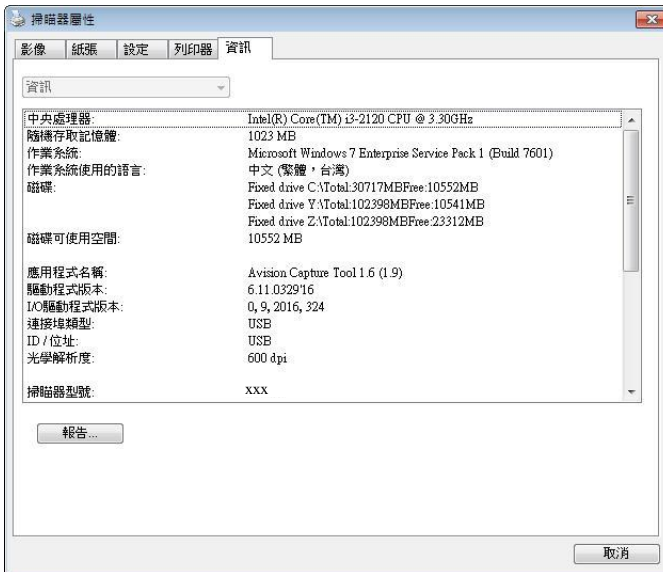 掃瞄器屬性
影像 紙張 設定 列印器 資訊
資訊
中央處理器: Intel(R) Core(TM) i3-2120 CPU @ 3.30GHz
隨機存取記憶體: 1023 MB
作業系統: Microsoft Windows 7 Enterprise Service Pack 1 (Build 7601)
作業系統使用的語言: 中文 (繁體，台灣)
磁碟: Fixed drive C:\Total:30717MBFree:10552MB
Fixed drive Y:\Total:102398MBFree:10541MB
Fixed drive Z:\Total:102398MBFree:23312MB
磁碟可使用空間: 10552 MB
應用程式名稱: Avision Capture Tool 1.6 (1.9)
驅動程式版本: 6.11.0329'16
I/O驅動程式版本: 0, 9, 2016, 324
連接埠類型: USB
ID / 位址: USB
光學解析度: 600 dpi
掃瞄器型號: XXX
報告...
取消